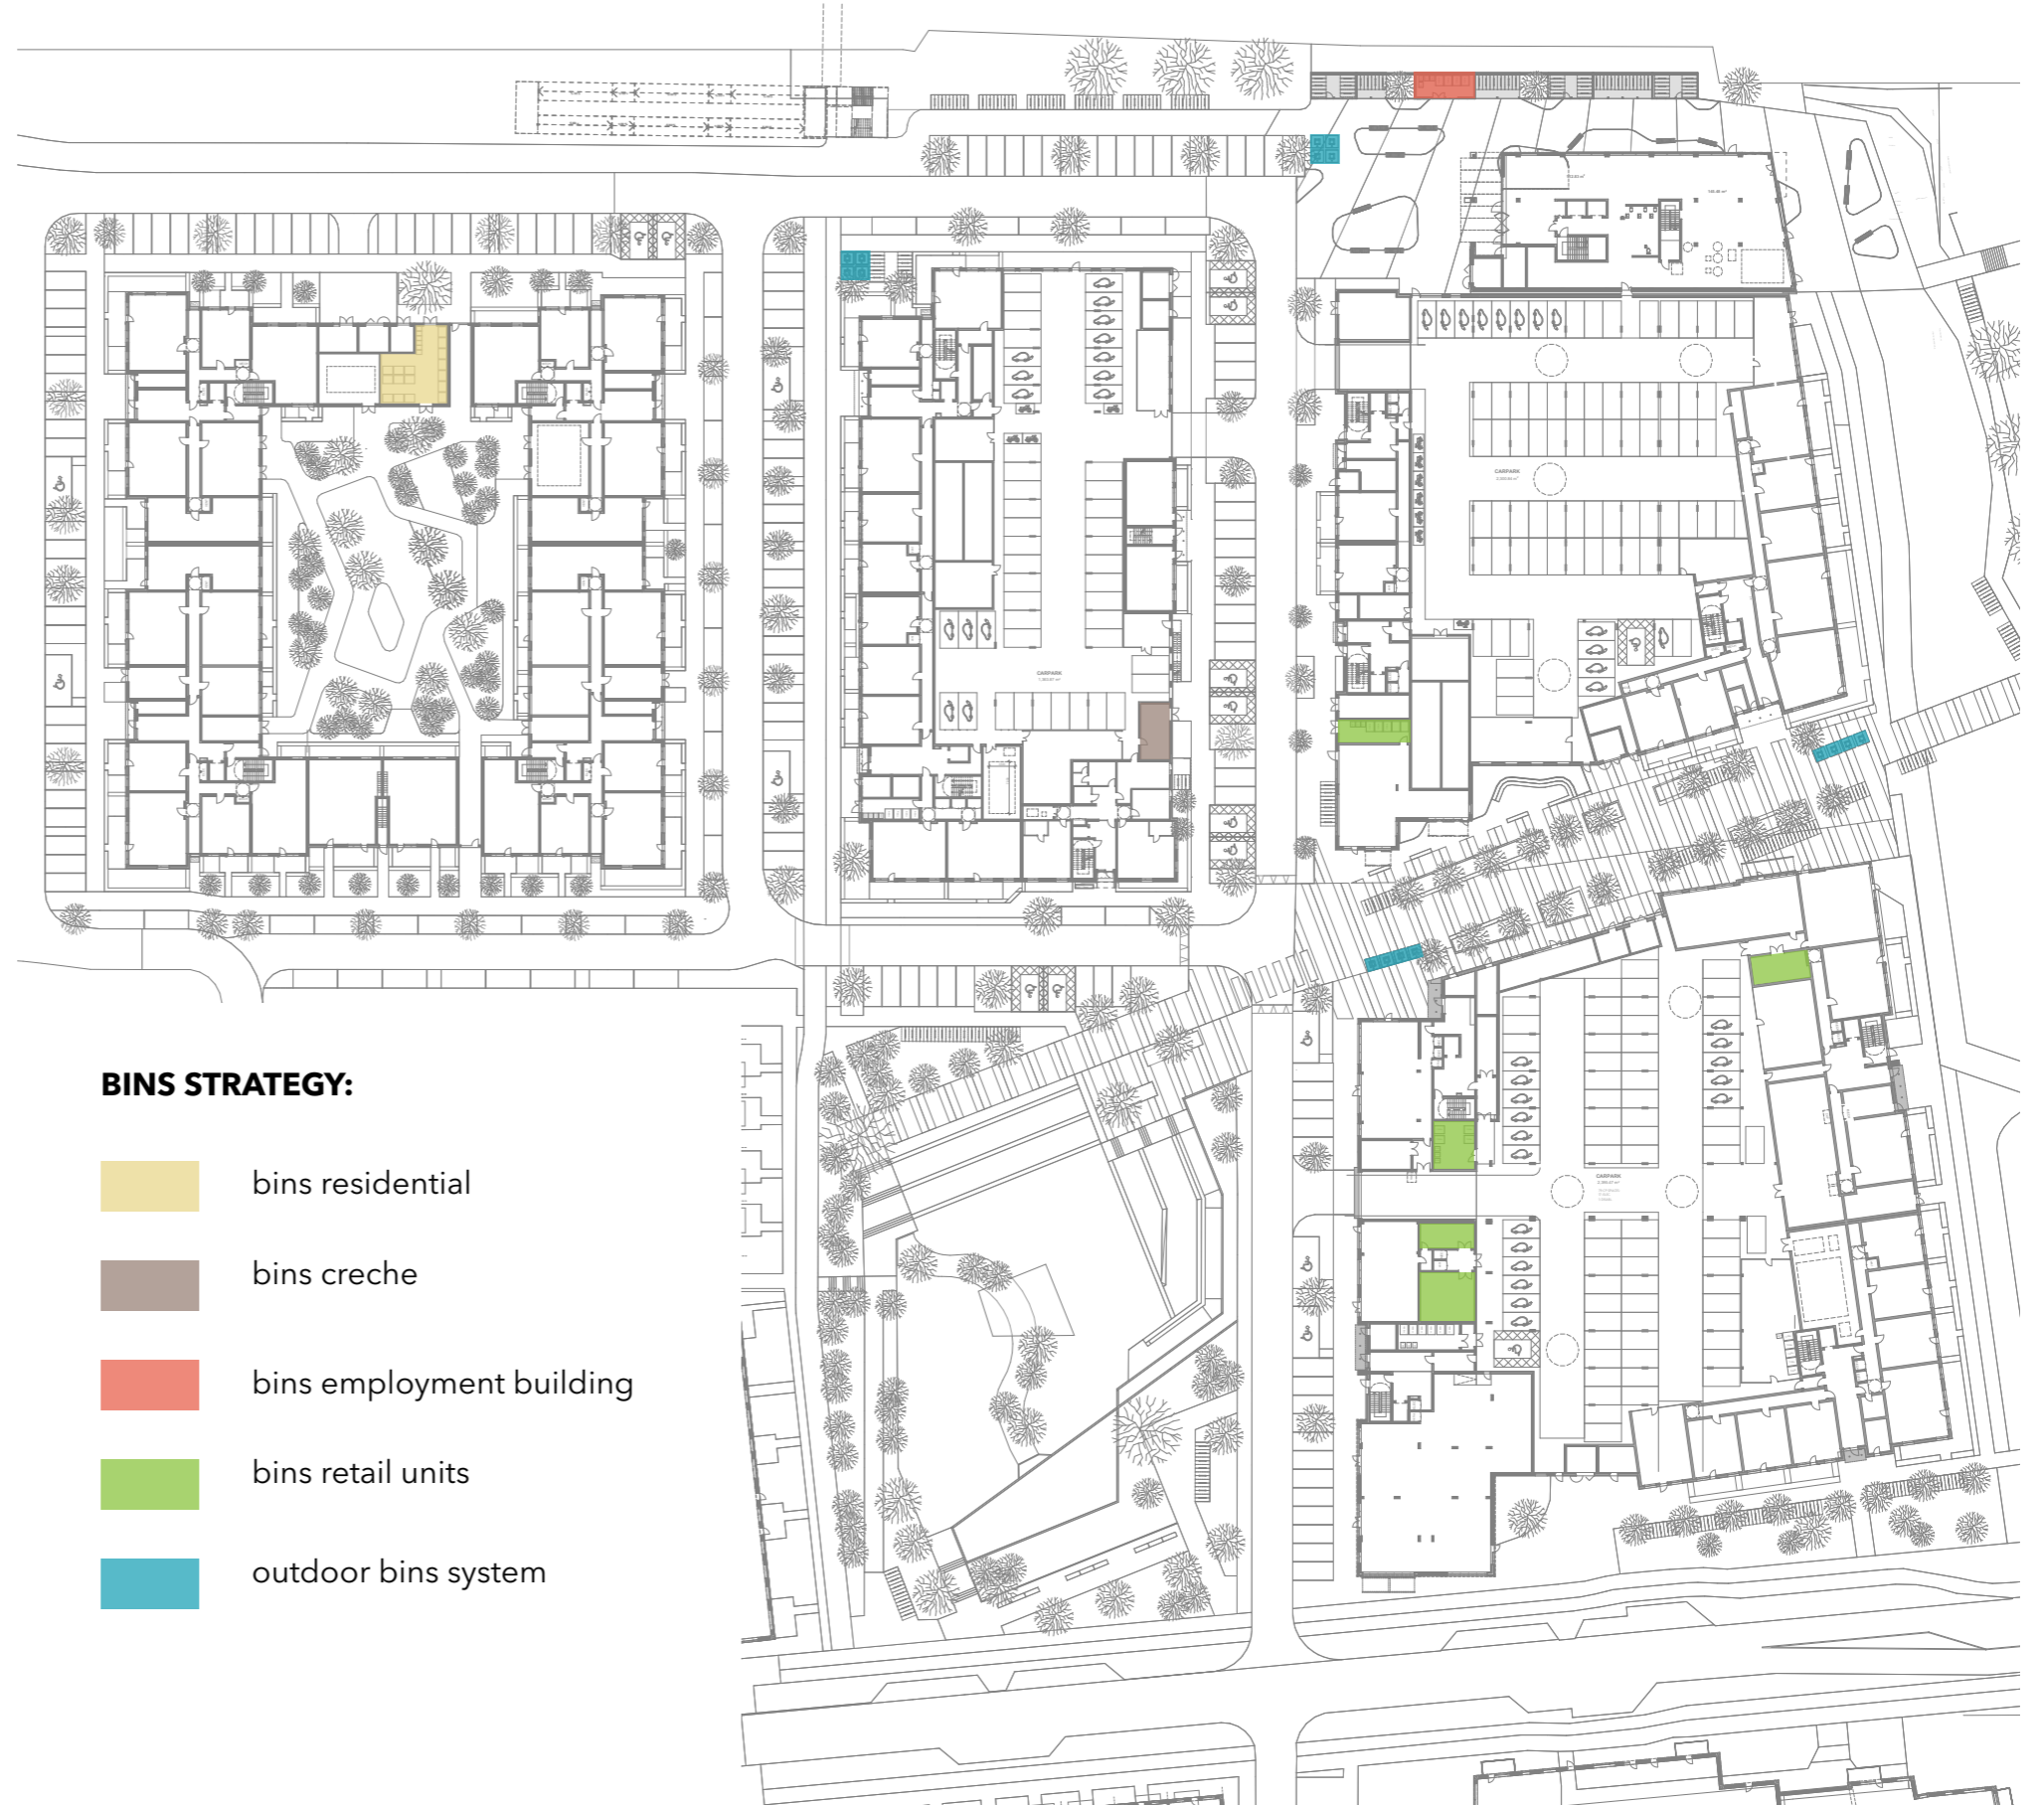 CARPARK
CARPARK
CARPARK
BINS STRATEGY:
bins residential
bins creche
bins employment building
bins retail units
outdoor bins system